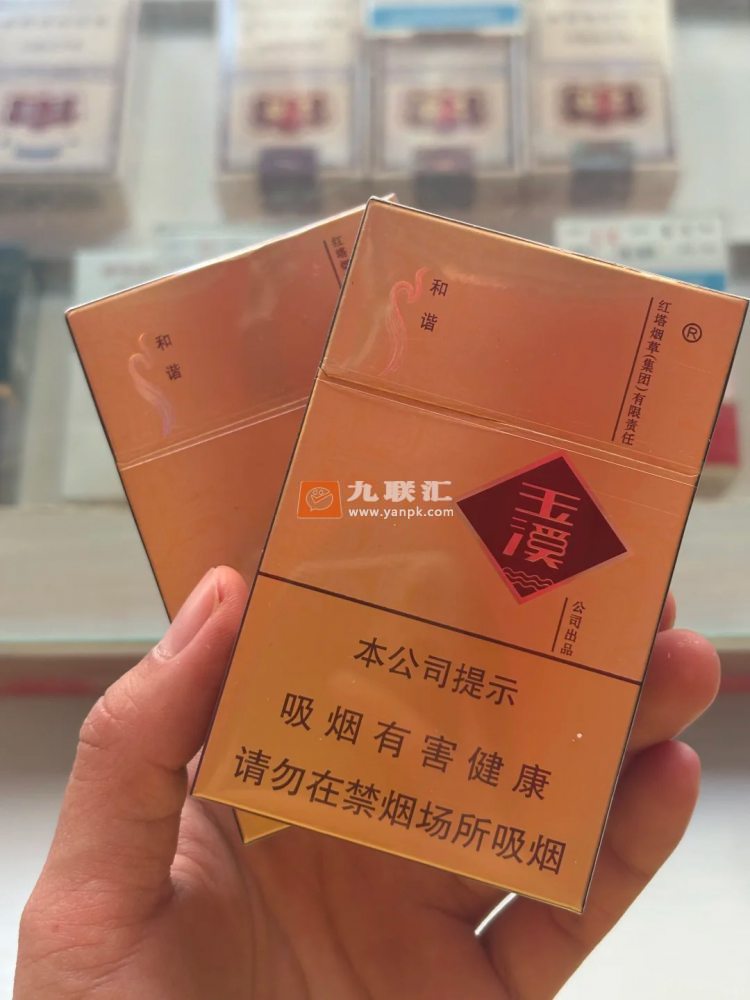 和谐
红塔烟草(集团)有限责任
®
玉溪
公司出品
本公司提示
吸烟有害健康
请勿在禁烟场所吸烟
和谐
红塔
九联汇
www.yanpk.com